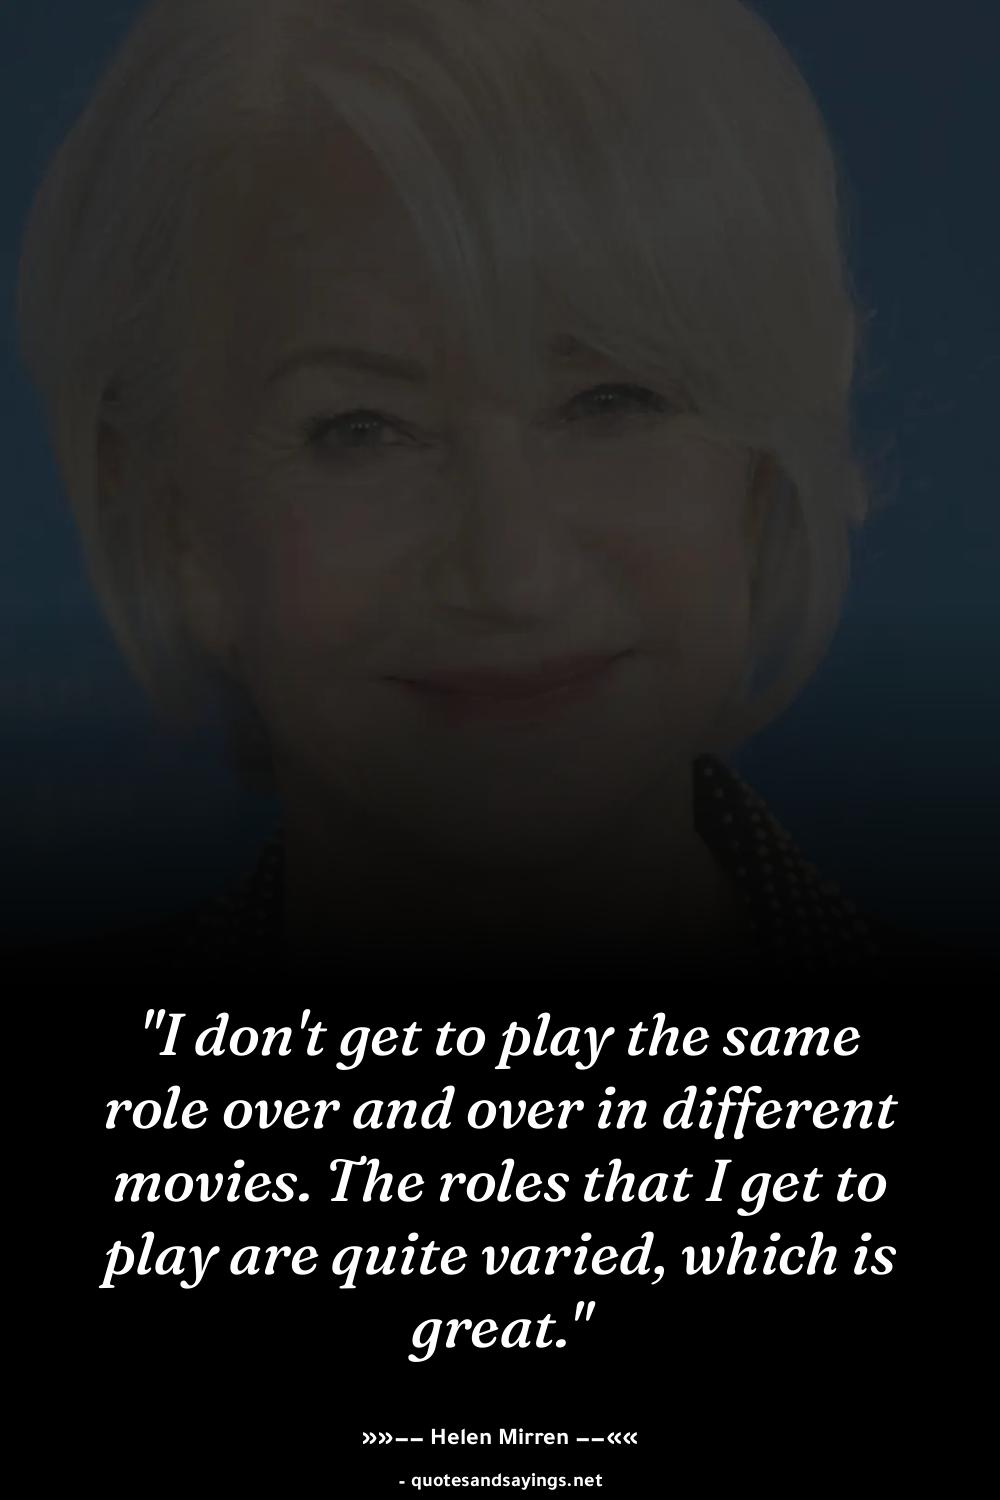 "I don't get to play the same
role over and over in different
movies. The roles that I get to
play are quite varied, which is
great."
»»–– Helen Mirren ––««
- quotesandsayings.net